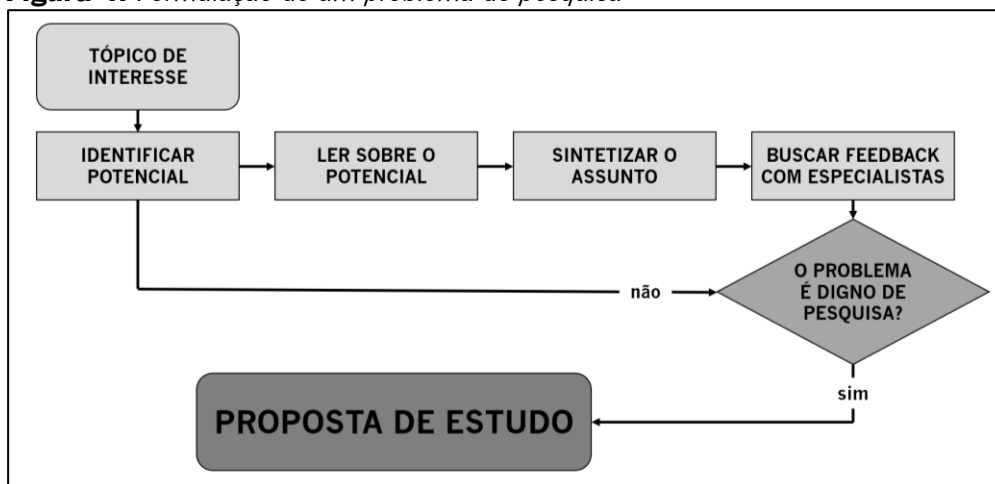 Figura Formulação de um problema de pesquisa
TÓPICO DE
INTERESSE
IDENTIFICAR
POTENCIAL
LER SOBRE O
POTENCIAL
SINTETIZAR O
ASSUNTO
BUSCAR FEEDBACK
COM ESPECIALISTAS
O PROBLEMA
É DIGNO DE
PESQUISA?
não
sim
PROPOSTA DE ESTUDO